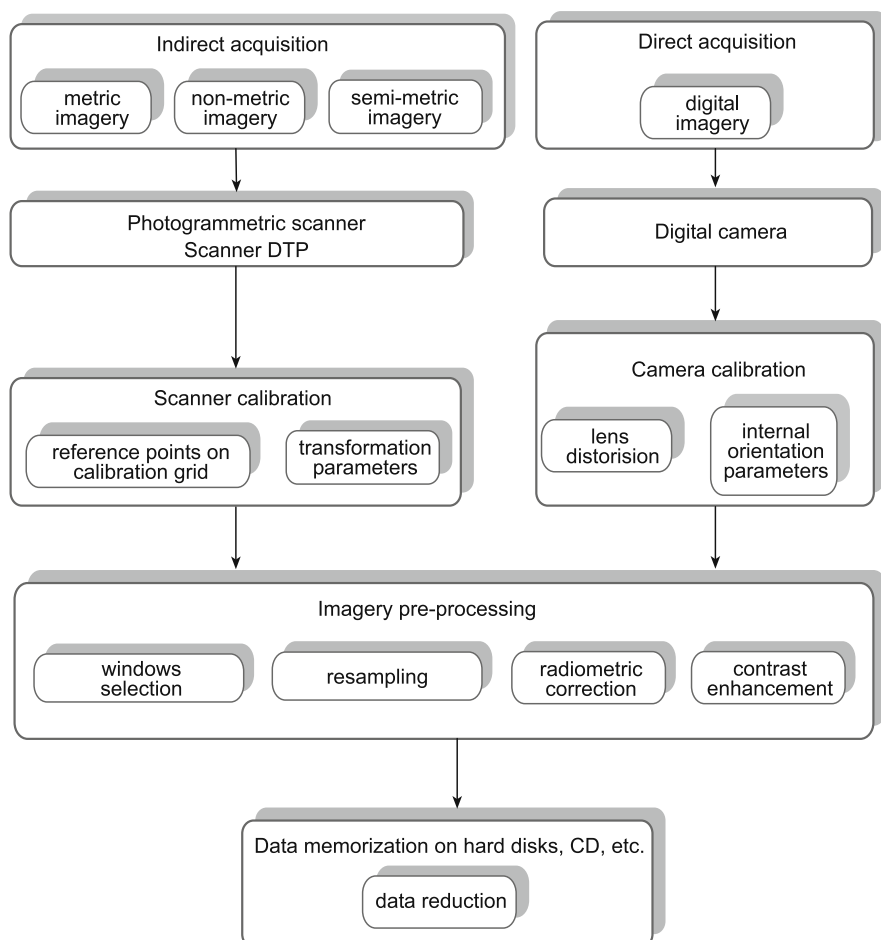 Indirect acquisition
metric
imagery
non-metric
imagery
semi-metric
imagery
Direct acquisition
digital
imagery
Photogrammetric scanner
Scanner DTP
Digital camera
Scanner calibration
reference points on
calibration grid
transformation
parameters
Camera calibration
lens
distorision
internal
orientation
parameters
Imagery pre-processing
windows
selection
resampling
radiometric
correction
contrast
enhancement
Data memorization on hard disks, CD, etc.
data reduction